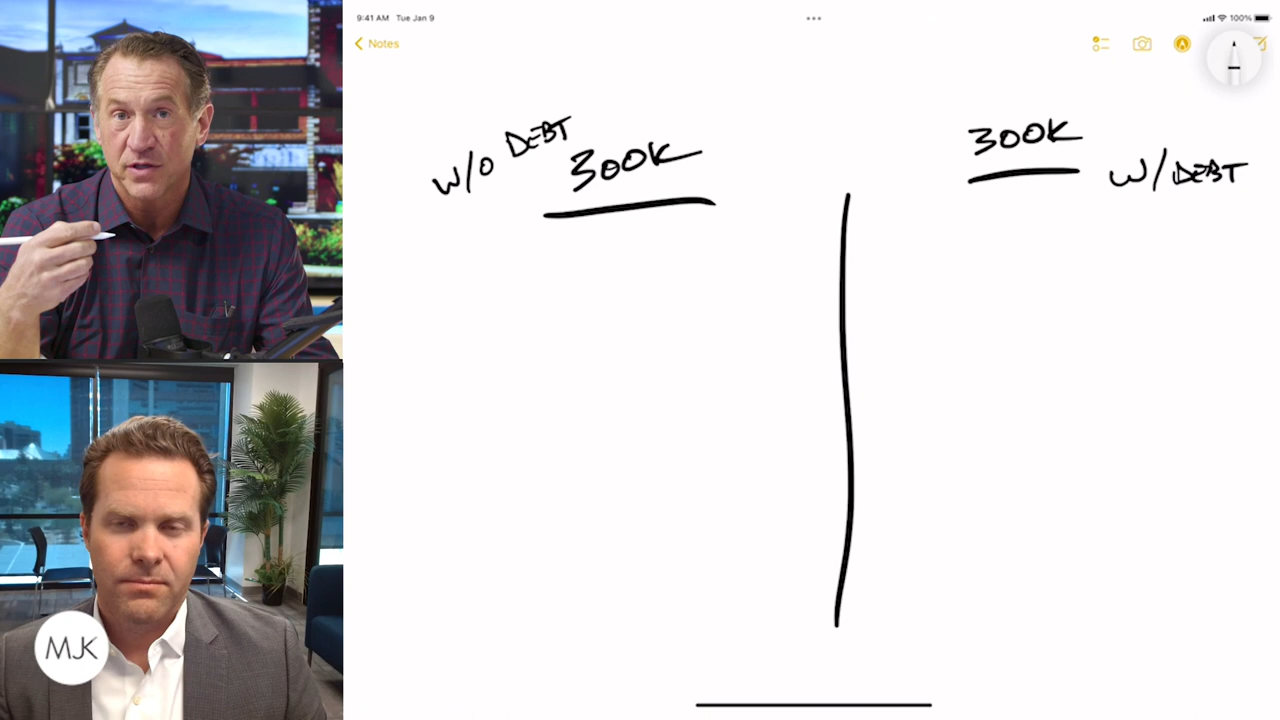 9:41 AM Tue Jan 9
100%
Notes
W/O DEBT
300K
300K
W/ DEBT
MJK